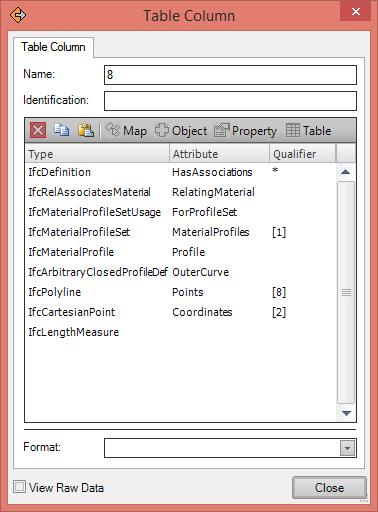 Table Column
Table Column
Name: 8
Identification:
Map Object Property Table
Type Attribute Qualifier
IfcDefinition HasAssociations *
IfcRelAssociatesMaterial RelatingMaterial
IfcMaterialProfileSetUsage ForProfileSet
IfcMaterialProfileSet MaterialProfiles [1]
IfcMaterialProfile Profile
IfcArbitraryClosedProfileDef OuterCurve
IfcPolyline Points [8]
IfcCartesianPoint Coordinates [2]
IfcLengthMeasure
Format:
View Raw Data Close